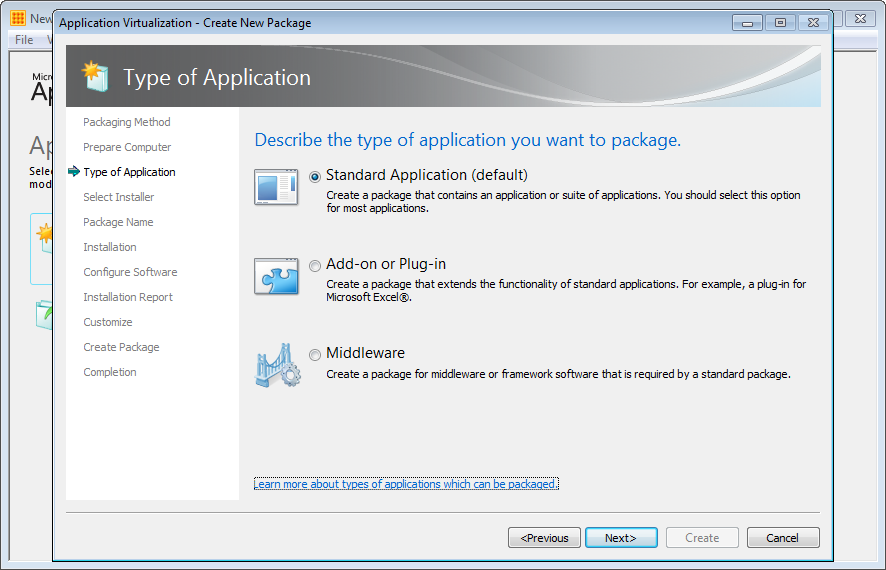 New
Application Virtualization - Create New Package
File
Type of Application
Packaging Method
Prepare Computer
Type of Application
Select Installer
Package Name
Installation
Configure Software
Installation Report
Customize
Create Package
Completion
Describe the type of application you want to package.
Standard Application (default)
Create a package that contains an application or suite of applications. You should select this option
for most applications.
Add-on or Plug-in
Create a package that extends the functionality of standard applications. For example, a plug-in for
Microsoft Excel®.
Middleware
Create a package for middleware or framework software that is required by a standard package.
Learn more about types of applications which can be packaged.
<Previous
Next>
Create
Cancel